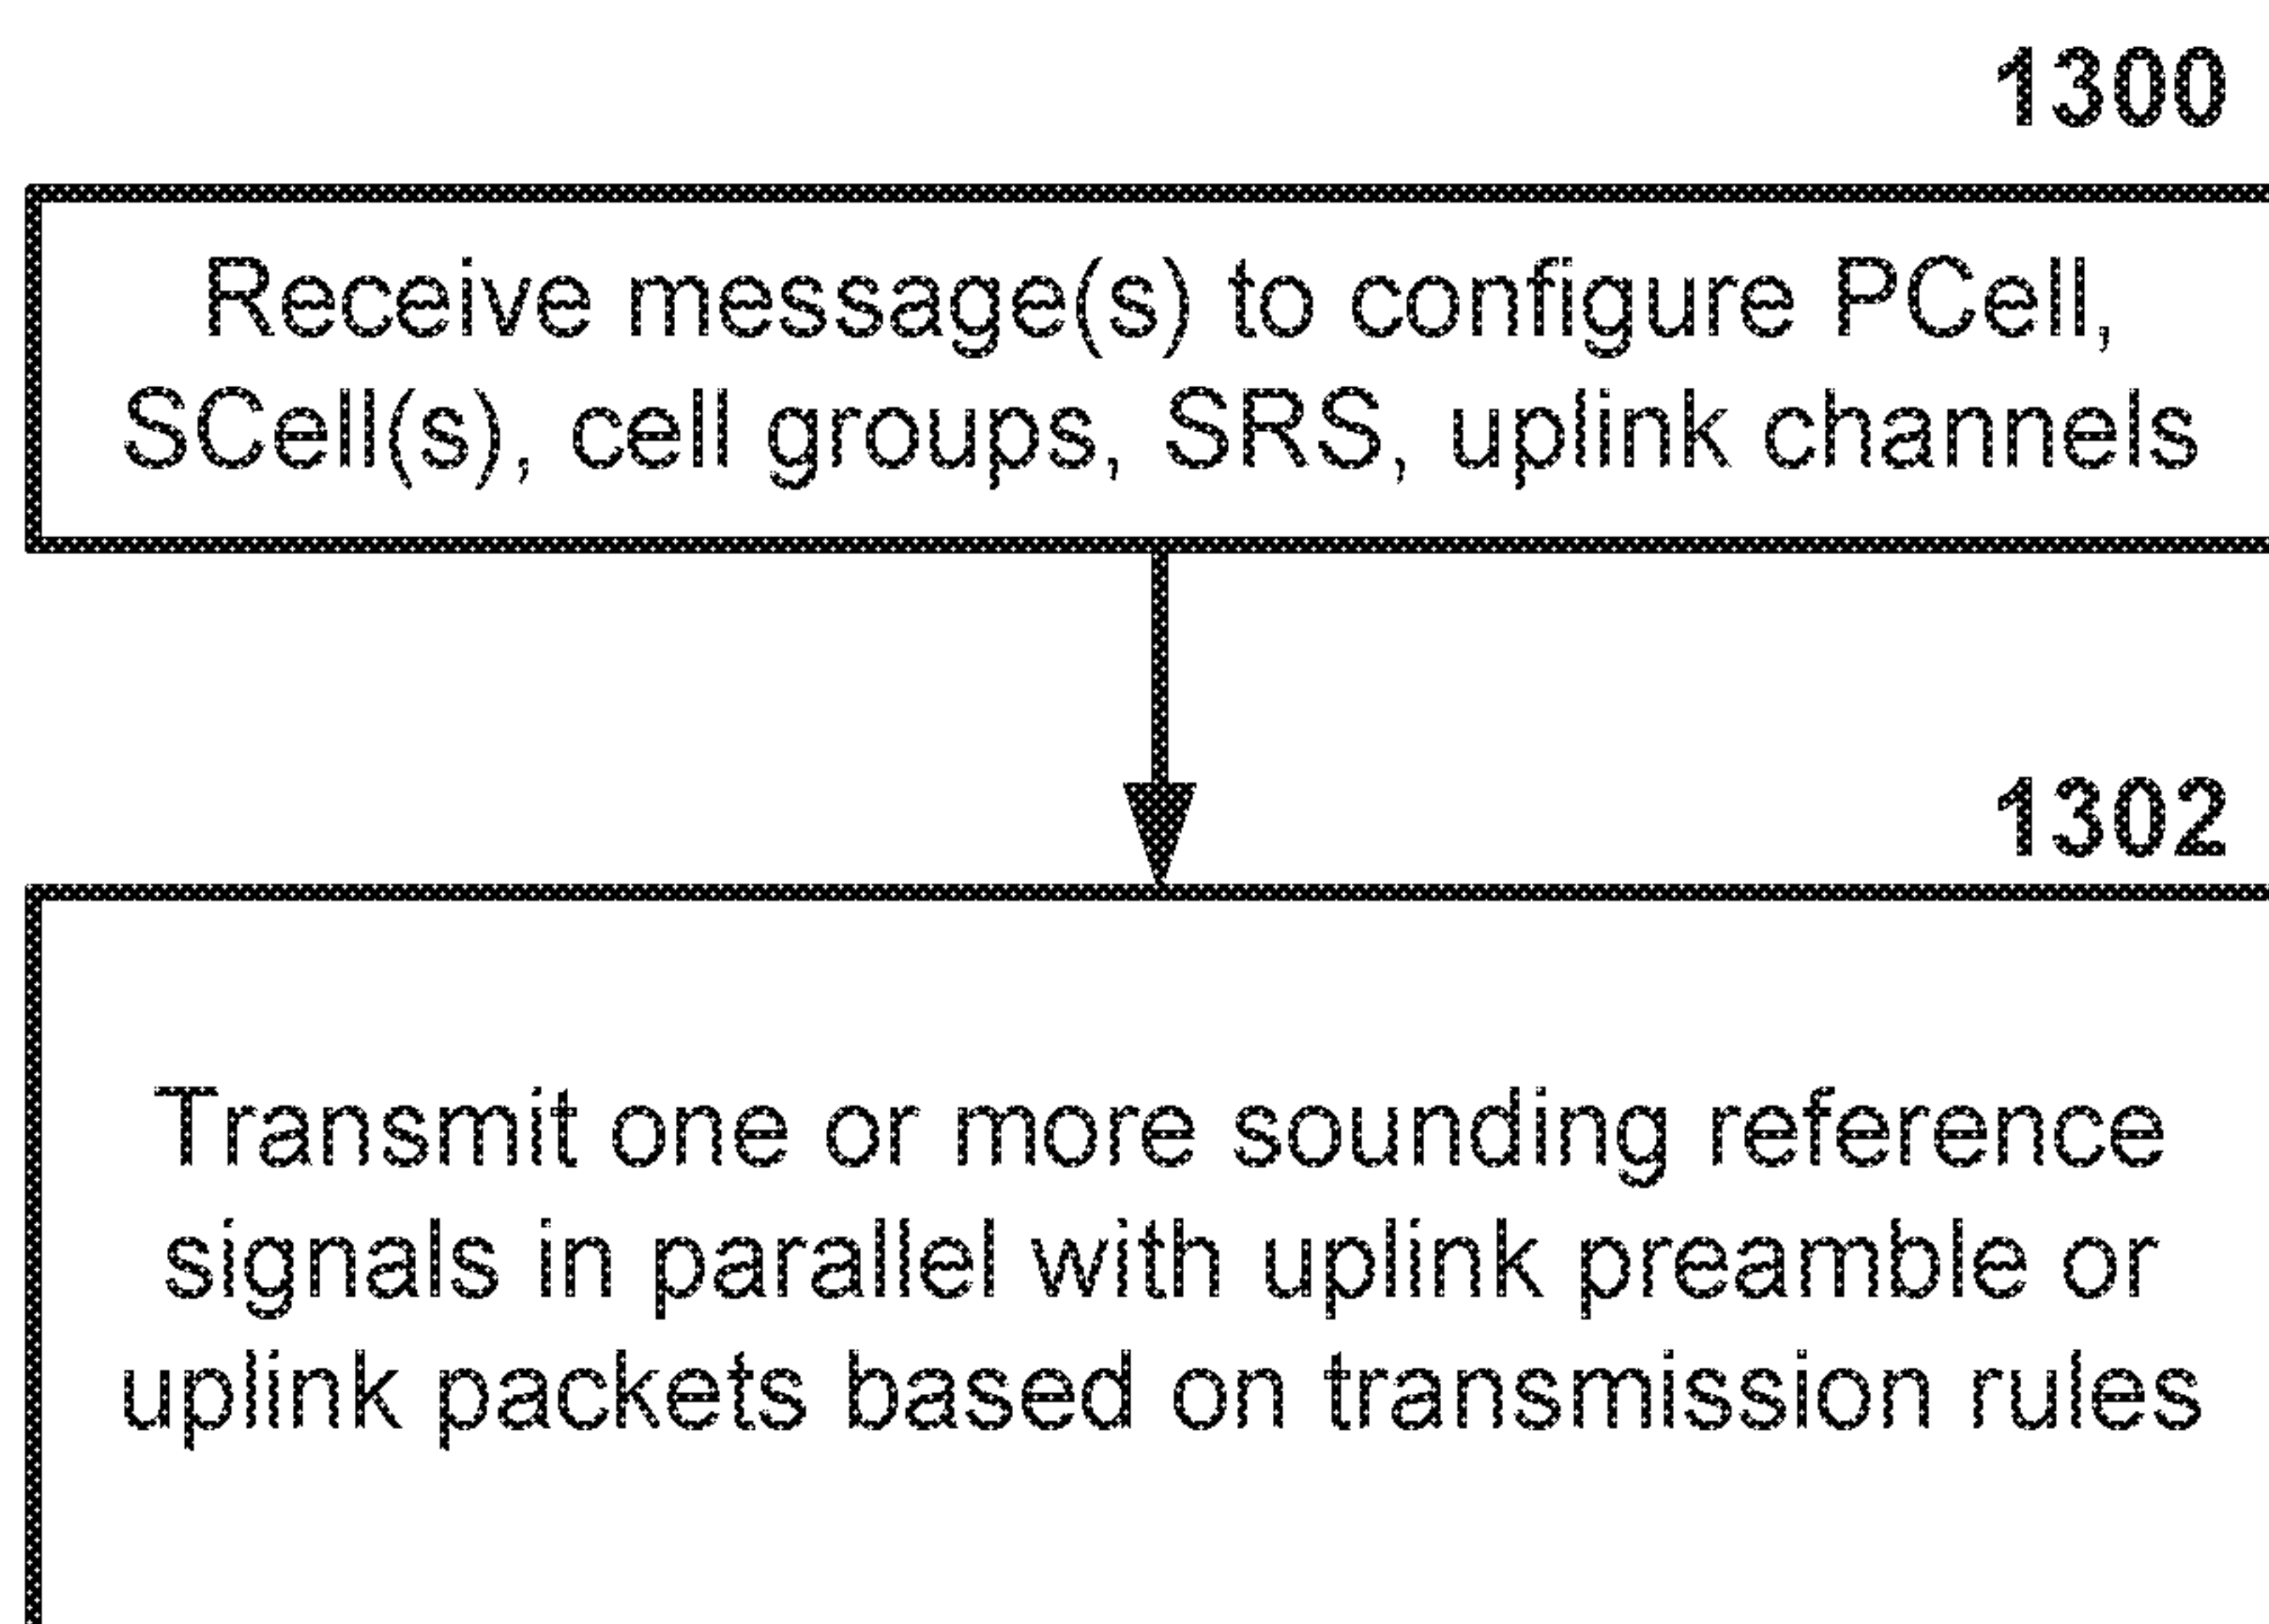 1300
Receive message(s) to configure PCell,
SCell(s), cell groups, SRS, uplink channels
1302
Transmit one or more sounding reference
signals in parallel with uplink preamble or
uplink packets based on transmission rules